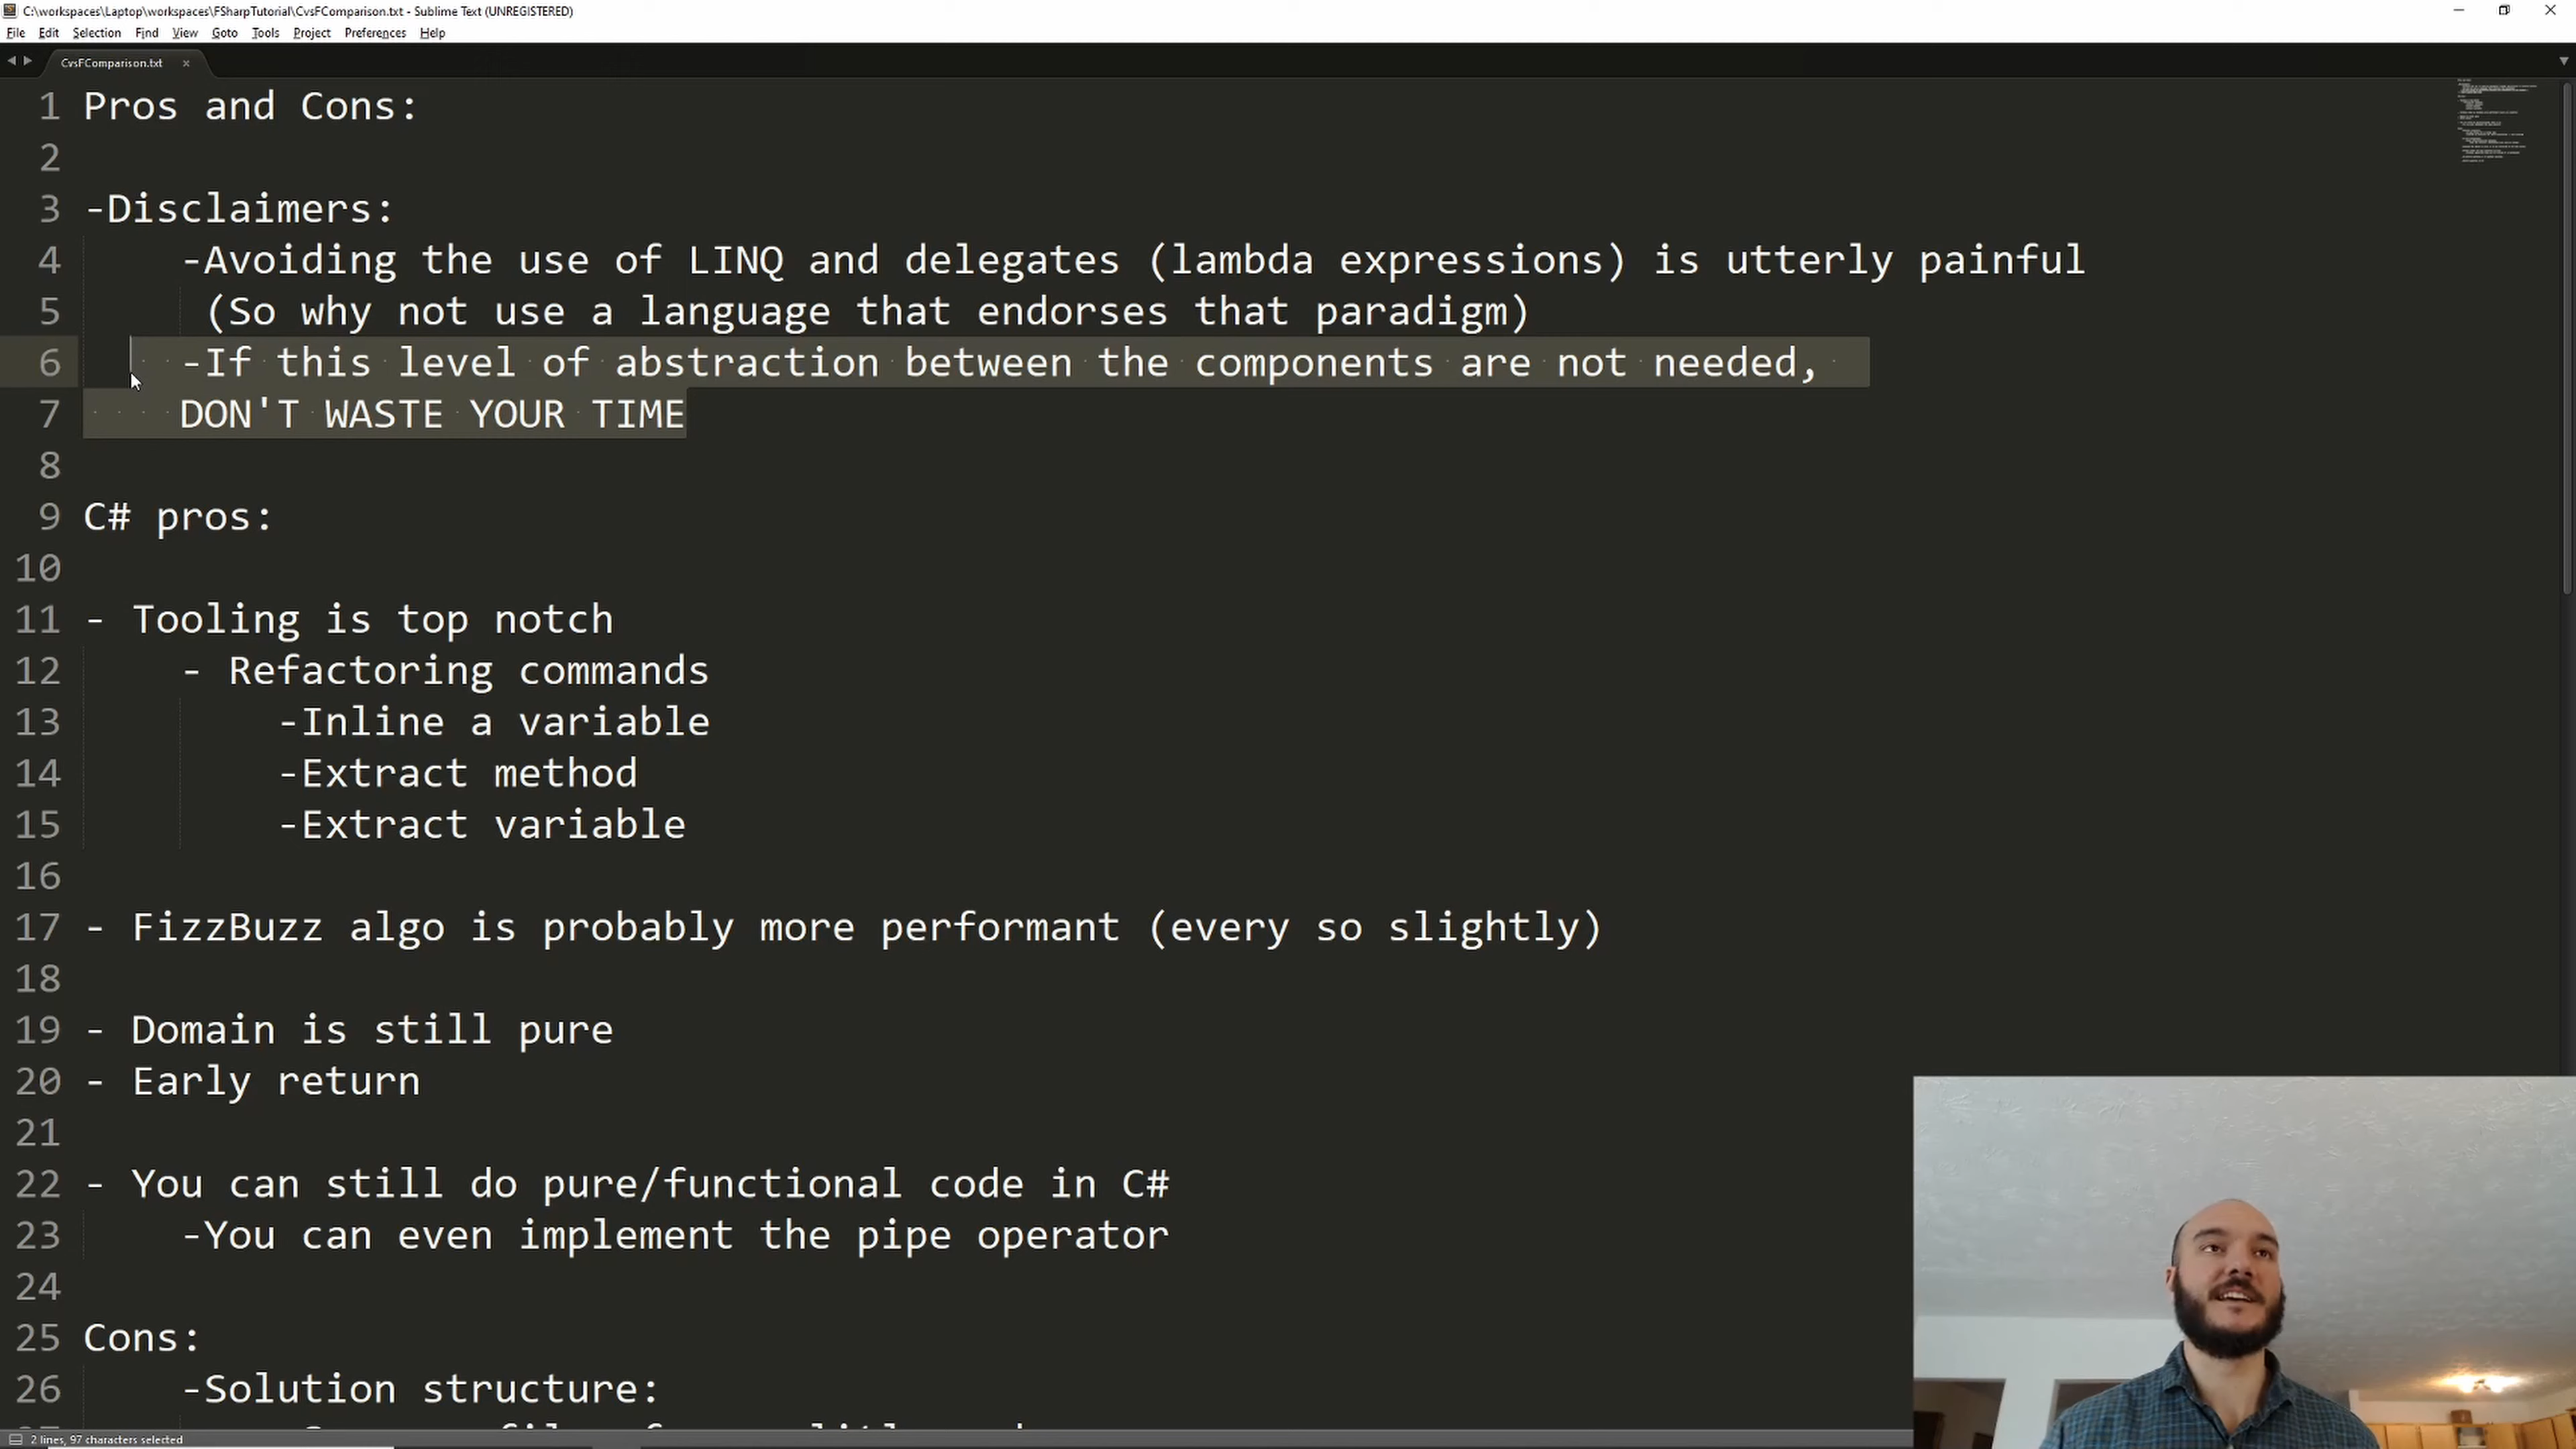 C:\workspaces\Laptop\workspaces\FSharpTutorial\CvsFComparison.txt - Sublime Text (UNREGISTERED)
File Edit Selection Find View Goto Tools Project Preferences Help
CvsFComparison.txt
1 Pros and Cons:
2
3 -Disclaimers:
4 -Avoiding the use of LINQ and delegates (lambda expressions) is utterly painful
5 (So why not use a language that endorses that paradigm)
6 -If this level of abstraction between the components are not needed,
7 DON'T WASTE YOUR TIME
8
9 C# pros:
10
11 - Tooling is top notch
12 - Refactoring commands
13 -Inline a variable
14 -Extract method
15 -Extract variable
16
17 - FizzBuzz algo is probably more performant (every so slightly)
18
19 - Domain is still pure
20 - Early return
21
22 - You can still do pure/functional code in C#
23 -You can even implement the pipe operator
24
25 Cons:
26 -Solution structure:
2 lines, 97 characters selected